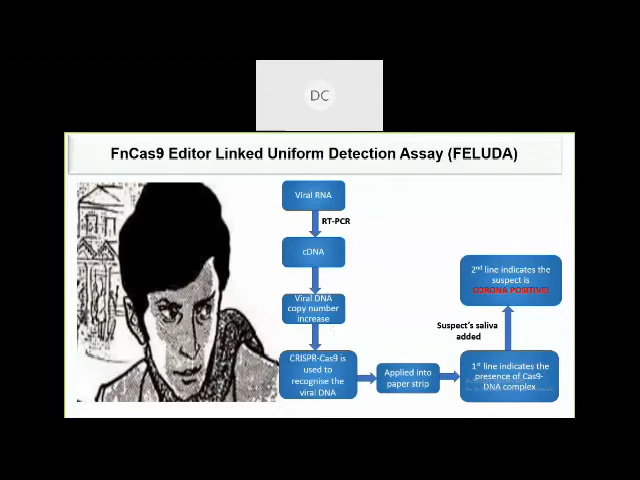 DC
FnCas9 Editor Linked Uniform Detection Assay (FELUDA)
Viral RNA
RT-PCR
cDNA
Viral DNA
copy number
increase
CRISPR-Cas9 is
used to
recognise the
viral DNA
Applied into
paper strip
1st line indicates the
presence of Cas9-
DNA complex
Suspect's saliva
added
2nd line indicates the
suspect is
CORONA POSITIVE!